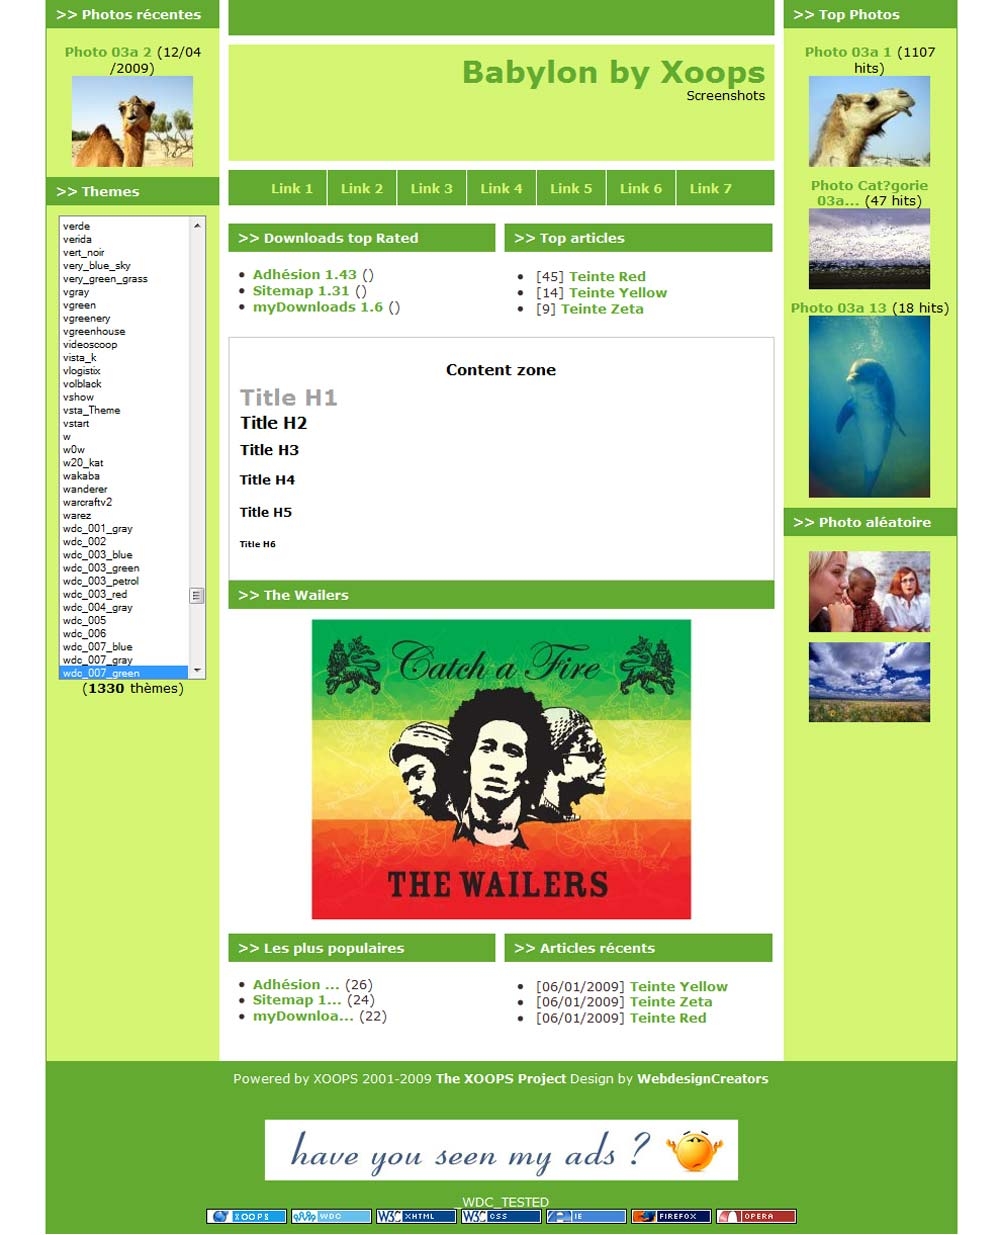 >> Photos récentes
Photo 03a 2 (12/04
/2009)
>> Themes
verde
verida
vert_noir
very_blue_sky
very_green_grass
vgray
vgreen
vgreenery
vgreenhouse
videoscoop
vista_k
vlogistix
volblack
vshow
vsta_Theme
vstart
w
w0w
w20_kat
wakaba
wanderer
warcraftv2
warez
wdc_001_gray
wdc_002
wdc_003_blue
wdc_003_green
wdc_003_petrol
wdc_003_red
wdc_004_gray
wdc_005
wdc_006
wdc_007_blue
wdc_007_gray
wdc_007_green
(1330 thèmes)
Babylon by Xoops
Screenshots
Link 1 Link 2 Link 3 Link 4 Link 5 Link 6 Link 7
>> Downloads top Rated
Adhésion 1.43 ()
Sitemap 1.31 ()
myDownloads 1.6 ()
>> Top articles
[45] Teinte Red
[14] Teinte Yellow
[9] Teinte Zeta
Content zone
Title H1
Title H2
Title H3
Title H4
Title H5
Title H6
>> The Wailers
Catch a Fire
THE WAILERS
>> Les plus populaires
Adhésion ... (26)
Sitemap 1... (24)
myDownloa... (22)
>> Articles récents
[06/01/2009] Teinte Yellow
[06/01/2009] Teinte Zeta
[06/01/2009] Teinte Red
>> Top Photos
Photo 03a 1 (1107
hits)
Photo Cat?gorie
03a... (47 hits)
Photo 03a 13 (18 hits)
>> Photo aléatoire
Powered by XOOPS 2001-2009 The XOOPS Project Design by WebdesignCreators
have you seen my ads ?
_WDC_TESTED
XOOPS WDC W3C XHTML W3C CSS IE FIREFOX OPERA